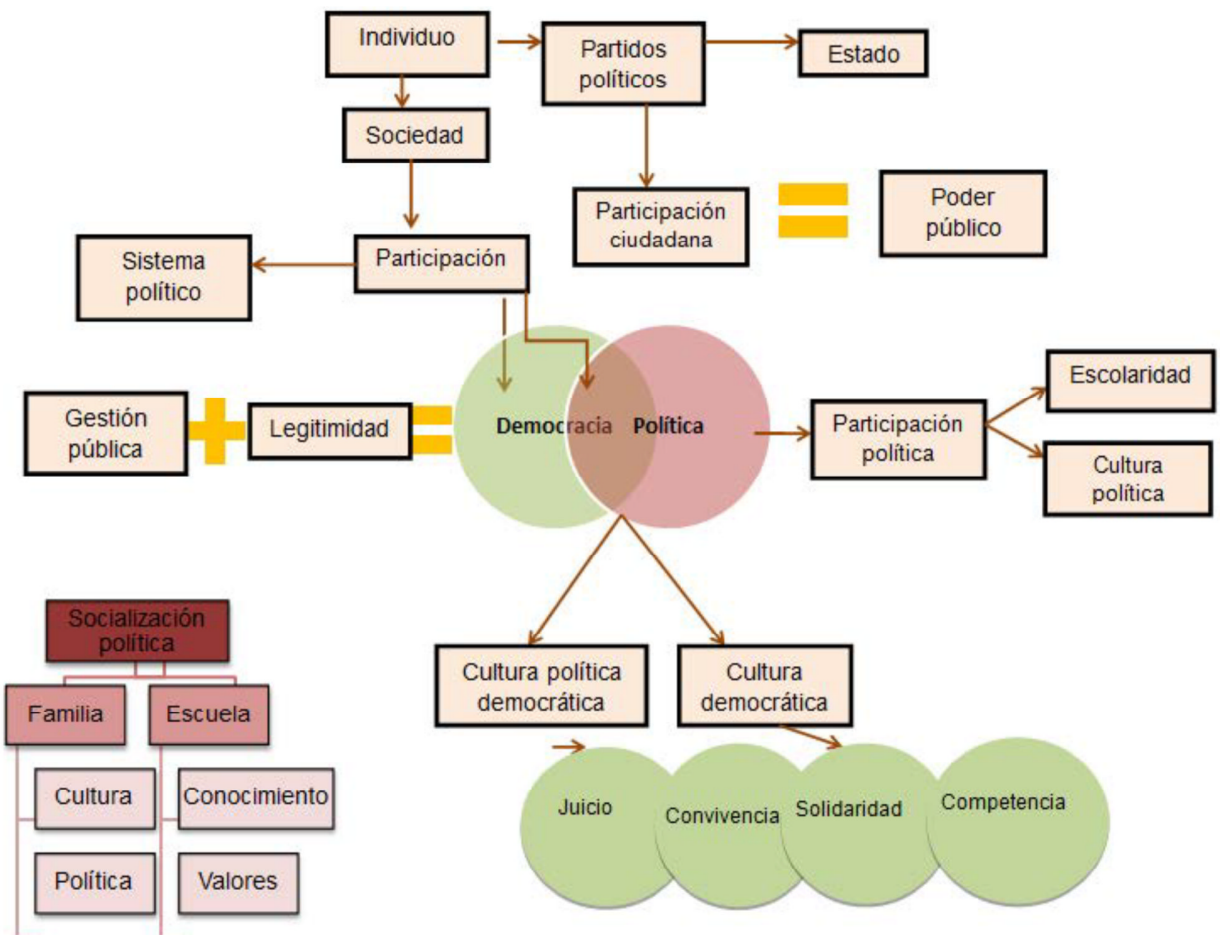 Individuo
Partidos
políticos
Estado
Sociedad
Participación
ciudadana
Poder
público
Sistema
político
Participación
Escolaridad
Gestión
pública
Legitimidad
Democracia
Política
Participación
política
Cultura
política
Socialización
política
Familia
Escuela
Cultura
Conocimiento
Política
Valores
Cultura política
democrática
Cultura
democrática
Juicio
Convivencia
Solidaridad
Competencia